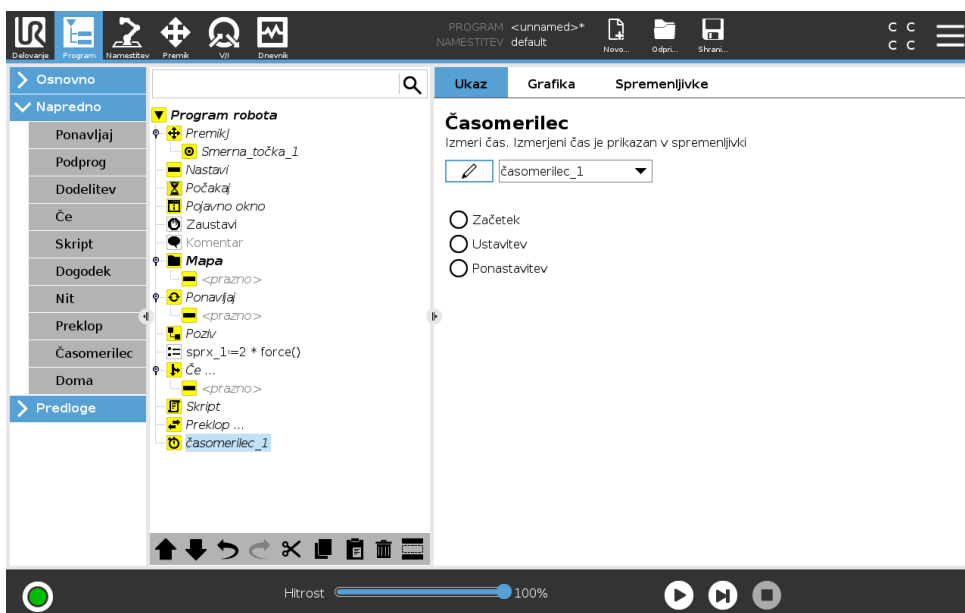 UR
Delovanje
Program
Namestitev
Premik
V/I
Dnevnik
PROGRAM <unnamed>*
NAMESTITEV default
Novo...
Odpri...
Shrani...
C C
C C
Osnovno
Napredno
Ponavljaj
Podprog
Dodelitev
Če
Skript
Dogodek
Nit
Preklop
Časomerilec
Doma
Predloge
Program robota
PremikJ
Smerna_točka_1
Nastavi
Počakaj
Pojavno okno
Zaustavi
Komentar
Mapa
<prazno>
Ponavljaj
<prazno>
Poziv
sprx_1≔2 * force()
Če ...
<prazno>
Skript
Preklop ...
časomerilec_1
Ukaz
Grafika
Spremenljivke
Časomerilec
Izmeri čas. Izmerjeni čas je prikazan v spremenljivki
časomerilec_1
Začetek
Ustavitev
Ponastavitev
Hitrost
100%